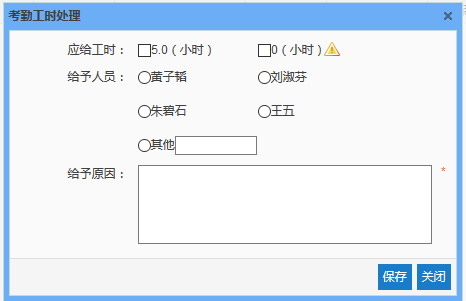 考勤工时处理
应给工时： 5.0（小时） 0（小时）
给予人员： 黄子韬 刘淑芬
朱碧石 王五
其他
给予原因： *
保存 关闭